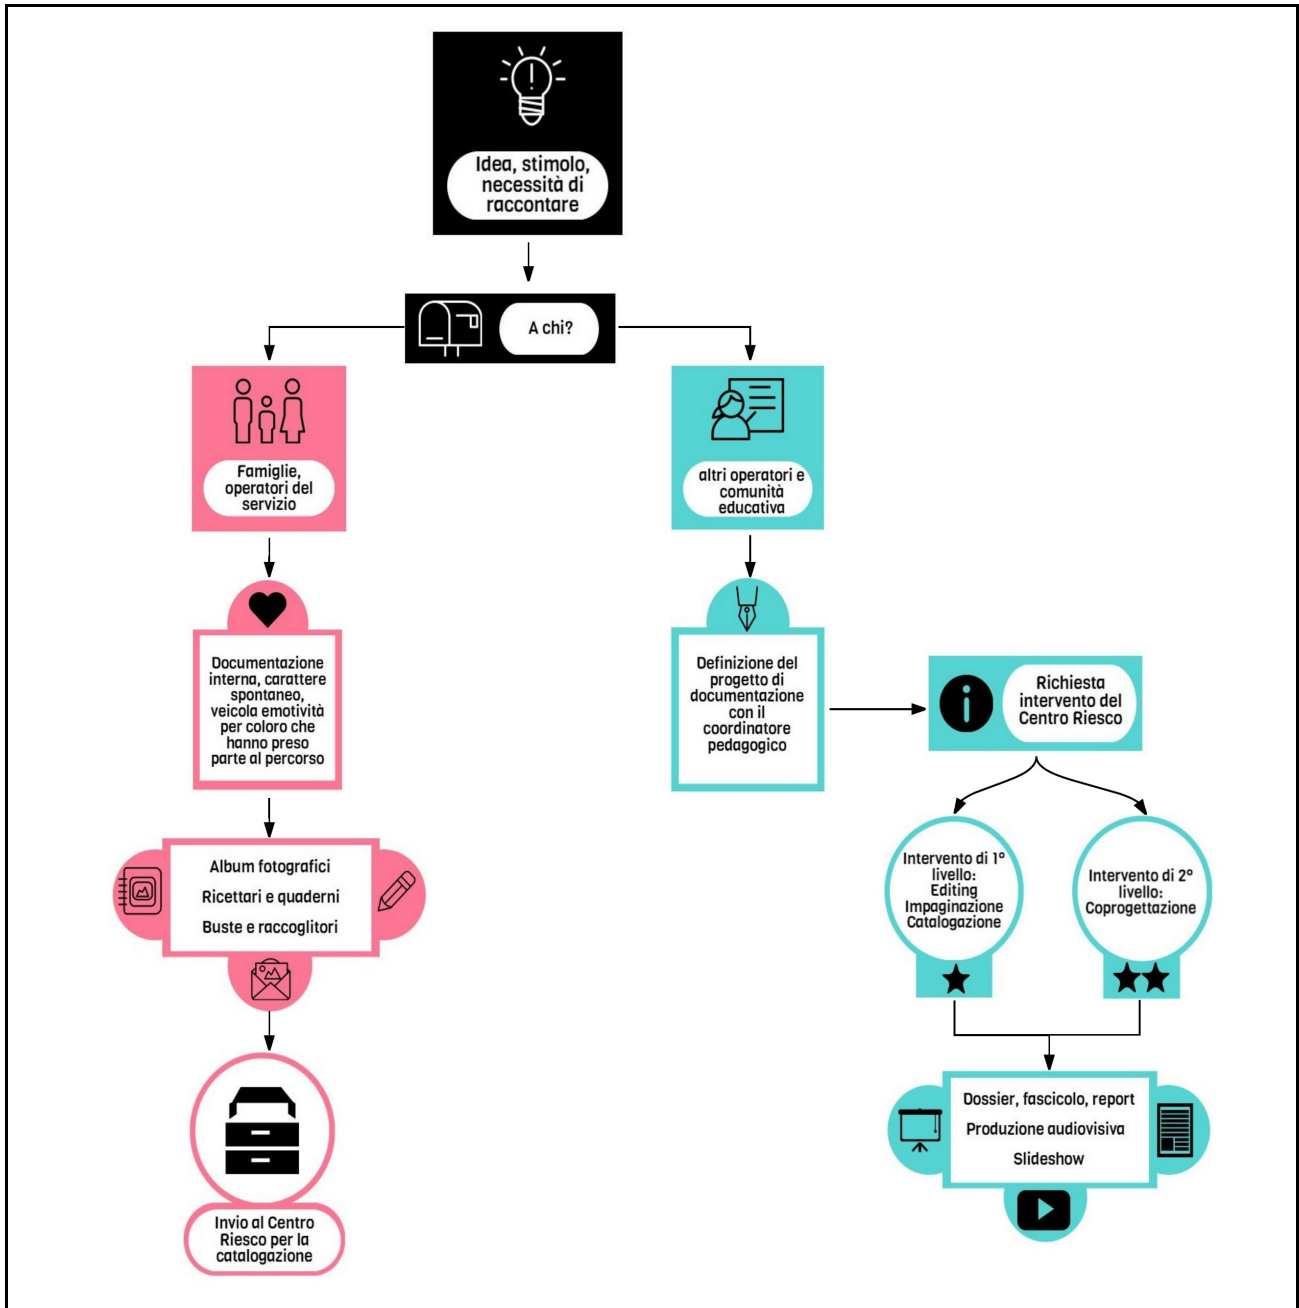 Idea, stimolo,
necessità di
raccontare
A chi?
Famiglie,
operatori del
servizio
altri operatori e
comunità
educativa
Documentazione
interna, carattere
spontaneo,
veicola emotività
per coloro che
hanno preso
parte al percorso
Definizione del
progetto di
documentazione
con il
coordinatore
pedagogico
Richiesta
intervento del
Centro Riesco
Album fotografici
Ricettari e quaderni
Buste e raccoglitori
Intervento di 1°
livello:
Editing
Impaginazione
Catalogazione
Intervento di 2°
livello:
Coprogettazione
Dossier, fascicolo, report
Produzione audiovisiva
Slideshow
Invio al Centro
Riesco per la
catalogazione